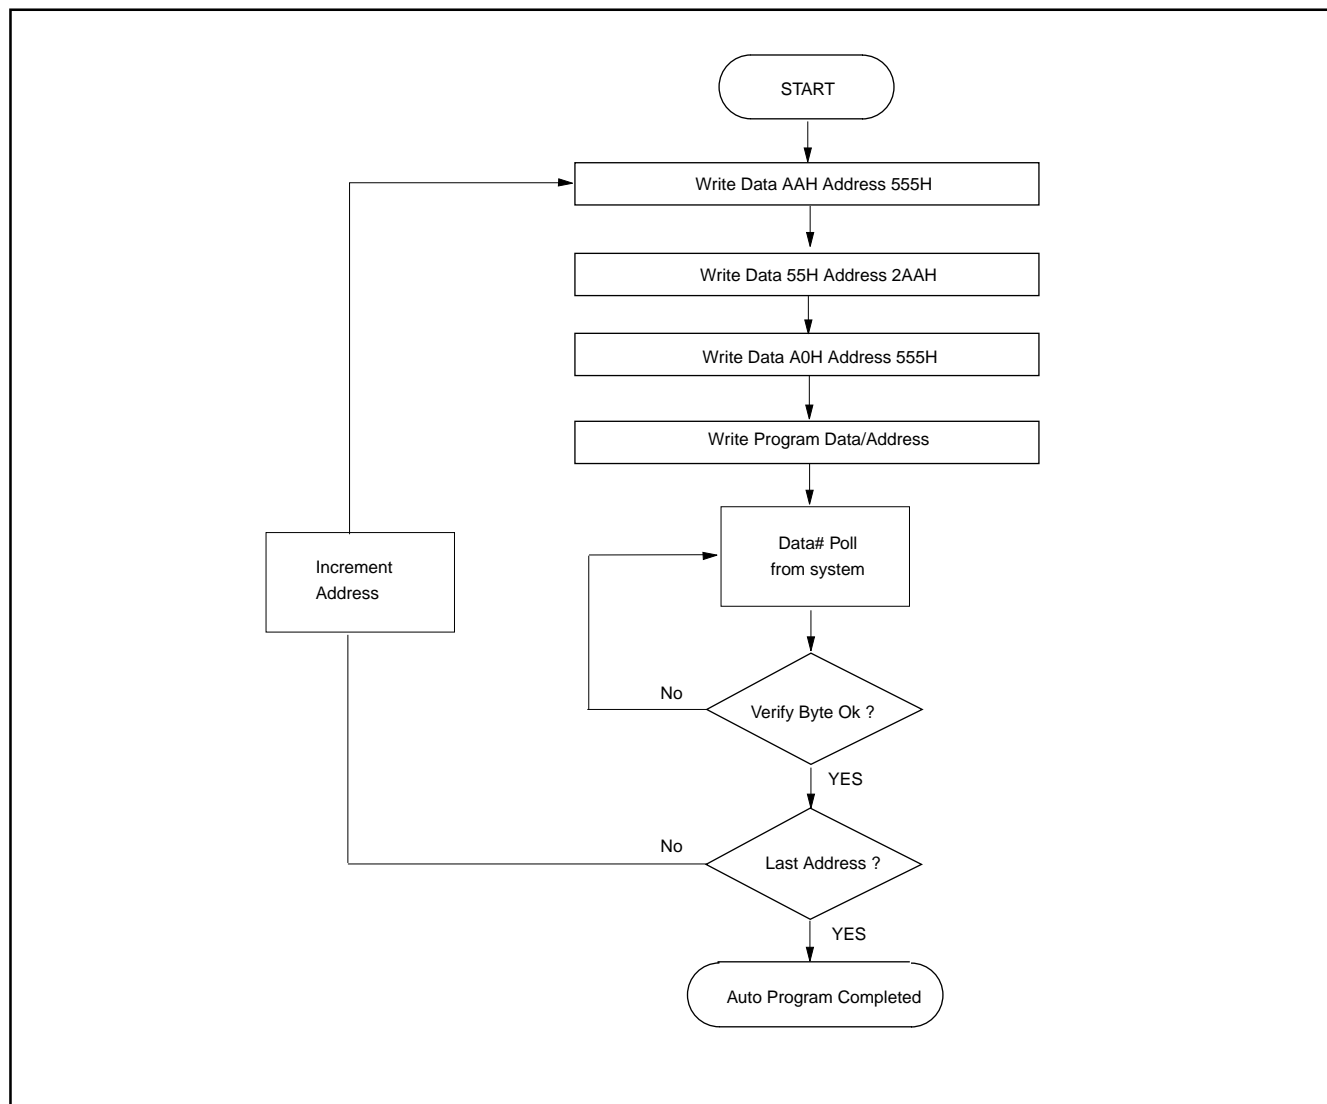 START
Write Data AAH Address 555H
Write Data 55H Address 2AAH
Write Data A0H Address 555H
Write Program Data/Address
Data# Poll
from system
Increment
Address
No
Verify Byte Ok ?
YES
No
Last Address ?
YES
Auto Program Completed